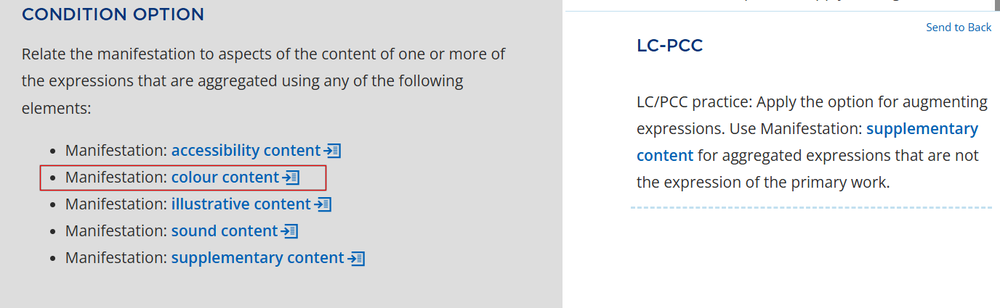 CONDITION OPTION
Relate the manifestation to aspects of the content of one or more of
the expressions that are aggregated using any of the following
elements:
• Manifestation: accessibility content
• Manifestation: colour content
• Manifestation: illustrative content
• Manifestation: sound content
• Manifestation: supplementary content
Send to Back
LC-PCC
LC/PCC practice: Apply the option for augmenting
expressions. Use Manifestation: supplementary
content for aggregated expressions that are not
the expression of the primary work.